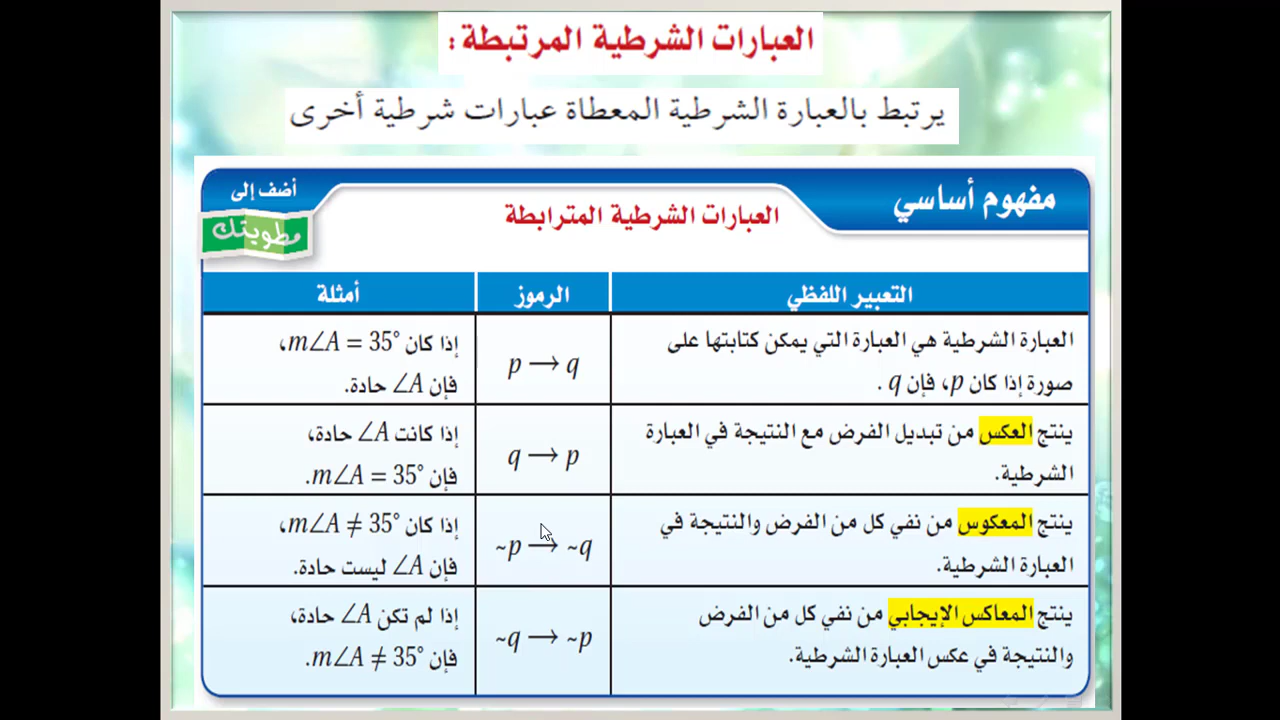 العبارات الشرطية المرتبطة:
يرتبط بالعبارة الشرطية المعطاة عبارات شرطية أخرى
مفهوم أساسي
أضف إلى
مطويتك
العبارات الشرطية المترابطة
التعبير اللفظي
الرموز
أمثلة
العبارة الشرطية هي العبارة التي يمكن كتابتها على
صورة إذا كان p، فإن q .
p → q
إذا كان m∠A = 35°،
فإن ∠A حادة.
ينتج العكس من تبديل الفرض مع النتيجة في العبارة
الشرطية.
q → p
إذا كانت ∠A حادة،
فإن m∠A = 35°.
ينتج المعكوس من نفي كل من الفرض والنتيجة في
العبارة الشرطية.
~p → ~q
إذا كان m∠A ≠ 35°،
فإن ∠A ليست حادة.
ينتج المعاكس الإيجابي من نفي كل من الفرض
والنتيجة في عكس العبارة الشرطية.
~q → ~p
إذا لم تكن ∠A حادة،
فإن m∠A ≠ 35°.